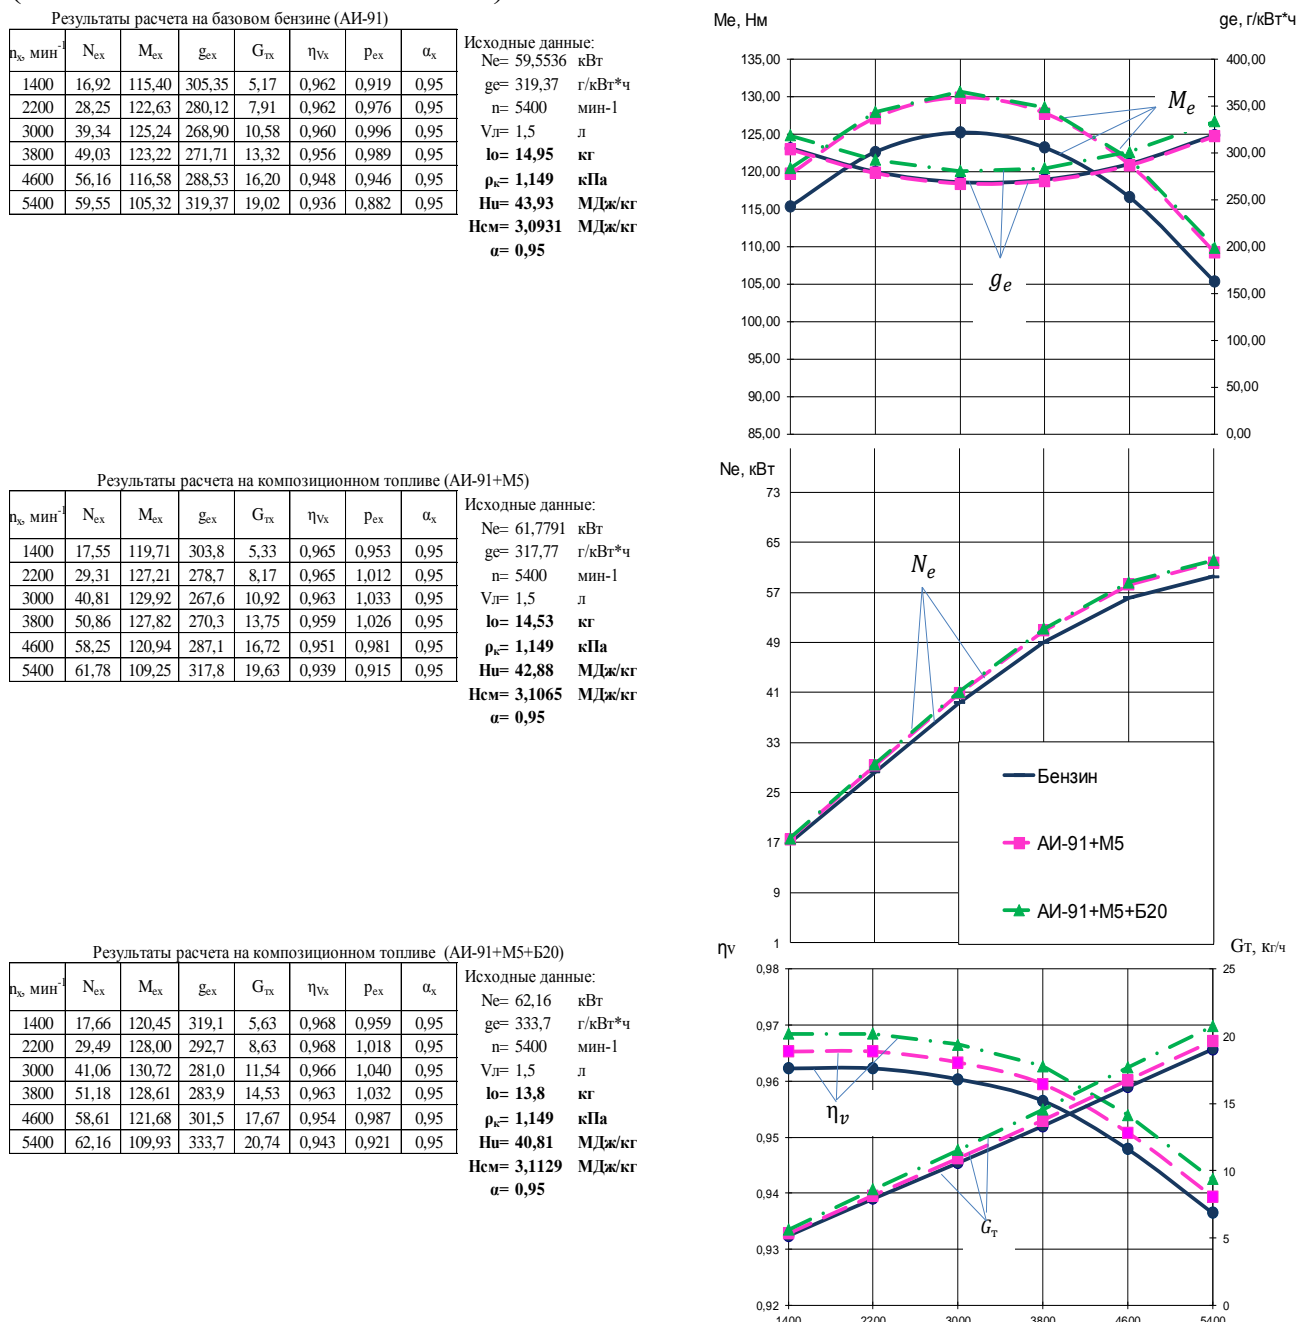 Результаты расчета на базовом бензине (АИ-91)
nₓ, мин⁻¹ Nₑₓ Mₑₓ gₑₓ Gₜₓ ηVₓ pₑₓ αₓ
1400 16,92 115,40 305,35 5,17 0,962 0,919 0,95
2200 28,25 122,63 280,12 7,91 0,962 0,976 0,95
3000 39,34 125,24 268,90 10,58 0,960 0,996 0,95
3800 49,03 123,22 271,71 13,32 0,956 0,989 0,95
4600 56,16 116,58 288,53 16,20 0,948 0,946 0,95
5400 59,55 105,32 319,37 19,02 0,936 0,882 0,95
Исходные данные:
Ne= 59,5536 кВт
ge= 319,37 г/кВт*ч
n= 5400 мин-1
Vл= 1,5 л
lo= 14,95 кг
ρк= 1,149 кПа
Hu= 43,93 МДж/кг
Нсм= 3,0931 МДж/кг
α= 0,95
Me, Нм
ge, г/кВт*ч
135,00
130,00
125,00
120,00
115,00
110,00
105,00
100,00
95,00
90,00
85,00
400,00
350,00
300,00
250,00
200,00
150,00
100,00
50,00
0,00
Mₑ
gₑ
Результаты расчета на композиционном топливе (АИ-91+М5)
nₓ, мин⁻¹ Nₑₓ Mₑₓ gₑₓ Gₜₓ ηVₓ pₑₓ αₓ
1400 17,55 119,71 303,8 5,33 0,965 0,953 0,95
2200 29,31 127,21 278,7 8,17 0,965 1,012 0,95
3000 40,81 129,92 267,6 10,92 0,963 1,033 0,95
3800 50,86 127,82 270,3 13,75 0,959 1,026 0,95
4600 58,25 120,94 287,1 16,72 0,951 0,981 0,95
5400 61,78 109,25 317,8 19,63 0,939 0,915 0,95
Исходные данные:
Ne= 61,7791 кВт
ge= 317,77 г/кВт*ч
n= 5400 мин-1
Vл= 1,5 л
lo= 14,53 кг
ρк= 1,149 кПа
Hu= 42,88 МДж/кг
Нсм= 3,1065 МДж/кг
α= 0,95
Ne, кВт
73
65
57
49
41
33
25
17
9
1
Nₑ
Бензин
АИ-91+М5
АИ-91+М5+Б20
Результаты расчета на композиционном топливе (АИ-91+М5+Б20)
nₓ, мин⁻¹ Nₑₓ Mₑₓ gₑₓ Gₜₓ ηVₓ pₑₓ αₓ
1400 17,66 120,45 319,1 5,63 0,968 0,959 0,95
2200 29,49 128,00 292,7 8,63 0,968 1,018 0,95
3000 41,06 130,72 281,0 11,54 0,966 1,040 0,95
3800 51,18 128,61 283,9 14,53 0,963 1,032 0,95
4600 58,61 121,68 301,5 17,67 0,954 0,987 0,95
5400 62,16 109,93 333,7 20,74 0,943 0,921 0,95
Исходные данные:
Ne= 62,16 кВт
ge= 333,7 г/кВт*ч
n= 5400 мин-1
Vл= 1,5 л
lo= 13,8 кг
ρк= 1,149 кПа
Hu= 40,81 МДж/кг
Нсм= 3,1129 МДж/кг
α= 0,95
ηv
Gт, кг/ч
0,98
0,97
0,96
0,95
0,94
0,93
0,92
25
20
15
10
5
0
ηᵥ
Gт
1400 2200 3000 3800 4600 5400